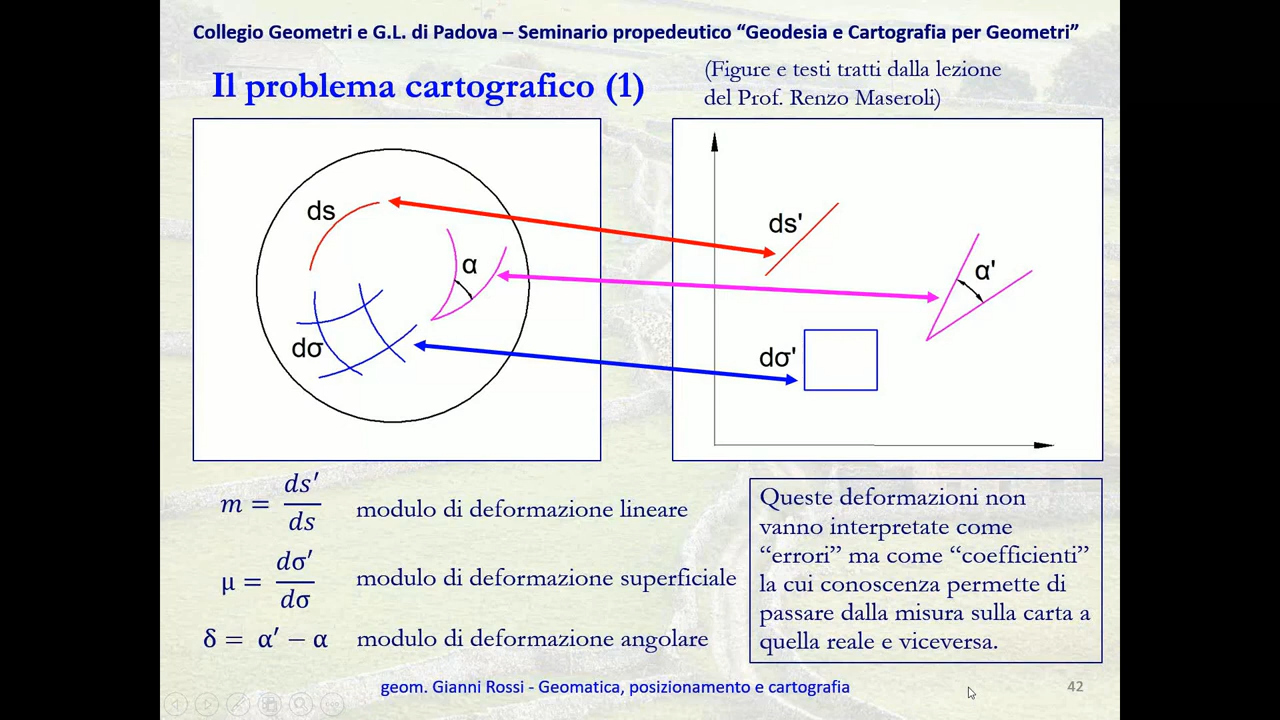 Collegio Geometri e G.L. di Padova – Seminario propedeutico “Geodesia e Cartografia per Geometri”
Il problema cartografico (1)
(Figure e testi tratti dalla lezione
del Prof. Renzo Maseroli)
ds
α
dσ
ds'
α'
dσ'
m = ds′/ds modulo di deformazione lineare
μ = dσ′/dσ modulo di deformazione superficiale
δ = α′ − α modulo di deformazione angolare
Queste deformazioni non
vanno interpretate come
“errori” ma come “coefficienti”
la cui conoscenza permette di
passare dalla misura sulla carta a
quella reale e viceversa.
geom. Gianni Rossi - Geomatica, posizionamento e cartografia
42